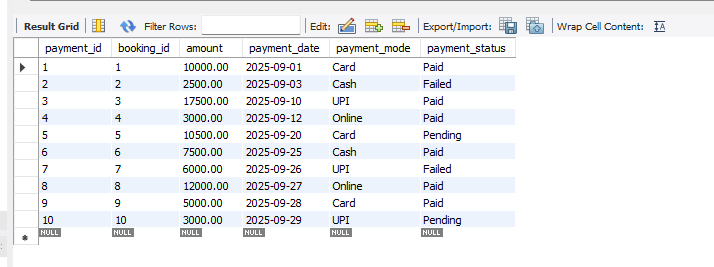 Result Grid Filter Rows: Edit: Export/Import: Wrap Cell Content: IA
payment_id booking_id amount payment_date payment_mode payment_status
1 1 10000.00 2025-09-01 Card Paid
2 2 2500.00 2025-09-03 Cash Failed
3 3 17500.00 2025-09-10 UPI Paid
4 4 3000.00 2025-09-12 Online Paid
5 5 10500.00 2025-09-20 Card Pending
6 6 7500.00 2025-09-25 Cash Paid
7 7 6000.00 2025-09-26 UPI Failed
8 8 12000.00 2025-09-27 Online Paid
9 9 5000.00 2025-09-28 Card Paid
10 10 3000.00 2025-09-29 UPI Pending
NULL NULL NULL NULL NULL NULL